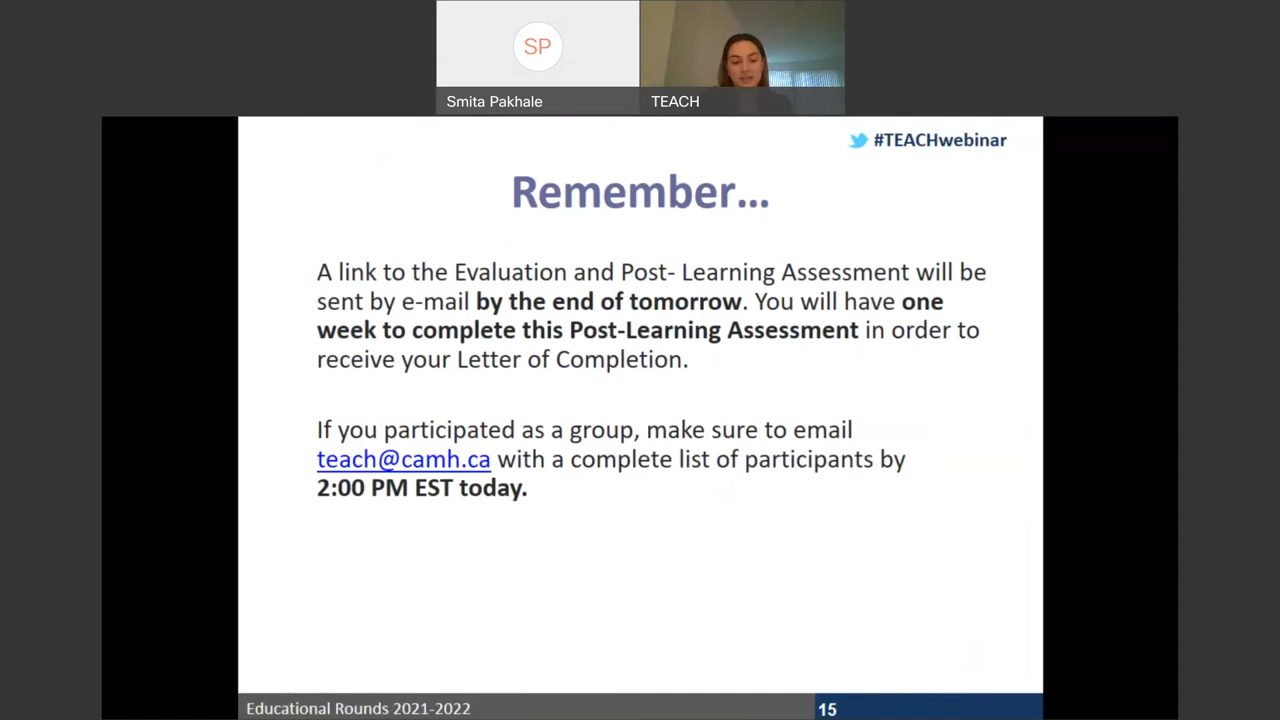 SP
Smita Pakhale
TEACH
#TEACHwebinar
Remember...
A link to the Evaluation and Post- Learning Assessment will be
sent by e-mail by the end of tomorrow. You will have one
week to complete this Post-Learning Assessment in order to
receive your Letter of Completion.
If you participated as a group, make sure to email
teach@camh.ca with a complete list of participants by
2:00 PM EST today.
Educational Rounds 2021-2022
15